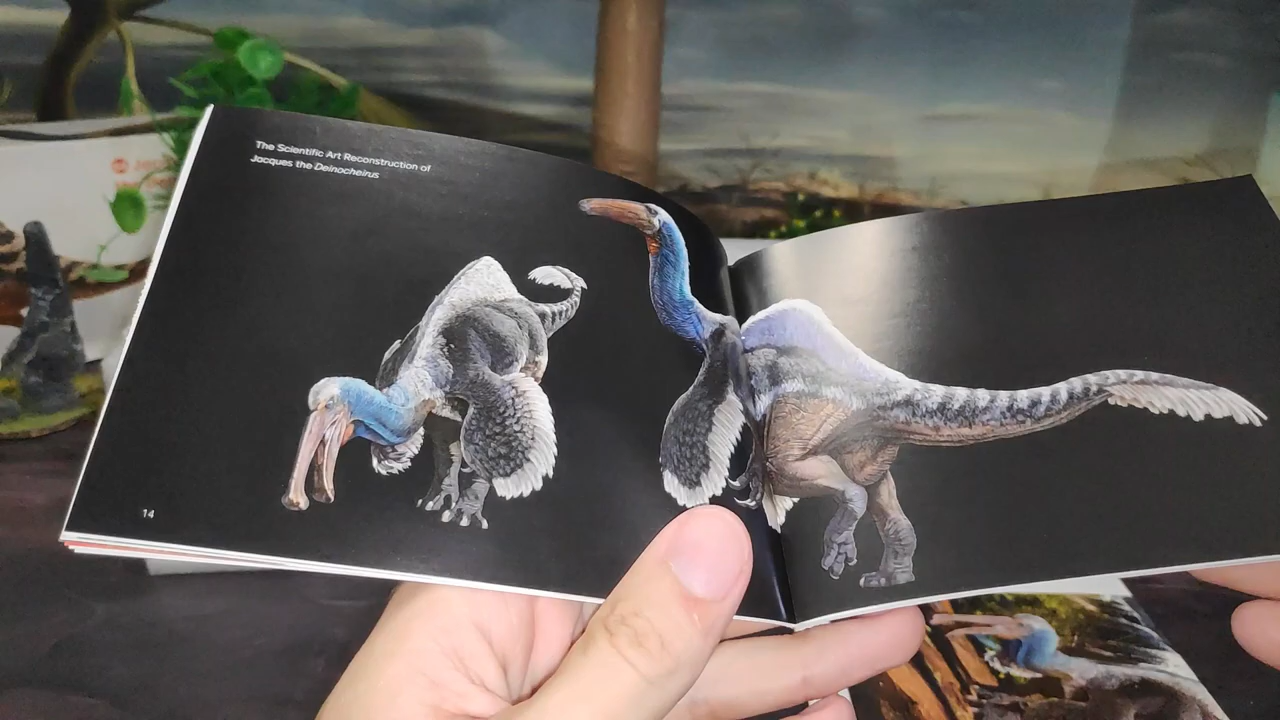 The Scientific Art Reconstruction of
Jacques the Deinocheirus
14